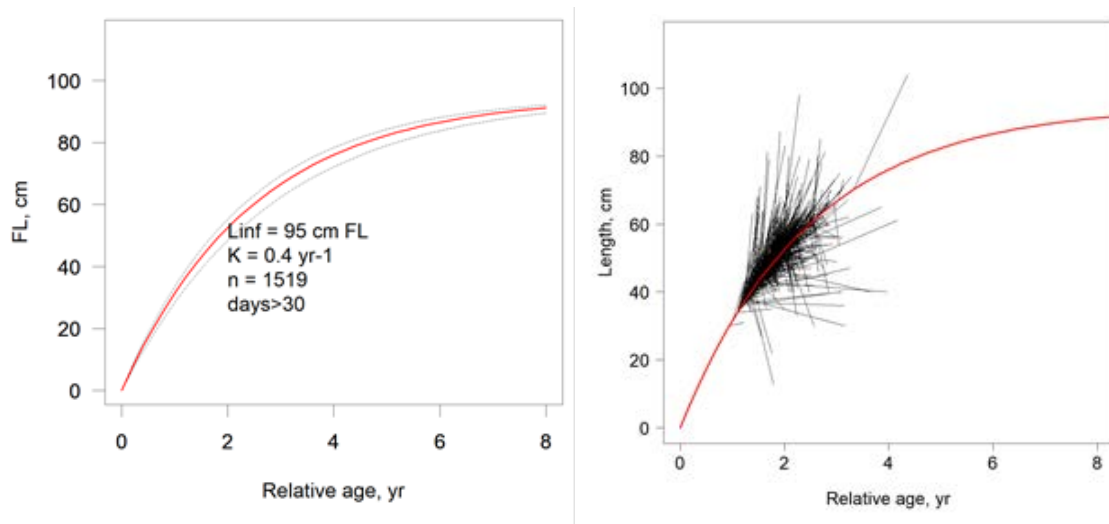 100
80
60
40
20
0
FL, cm
Linf = 95 cm FL
K = 0.4 yr-1
n = 1519
days>30
0 2 4 6 8
Relative age, yr
100
80
60
40
20
0
Length, cm
0 2 4 6 8
Relative age, yr